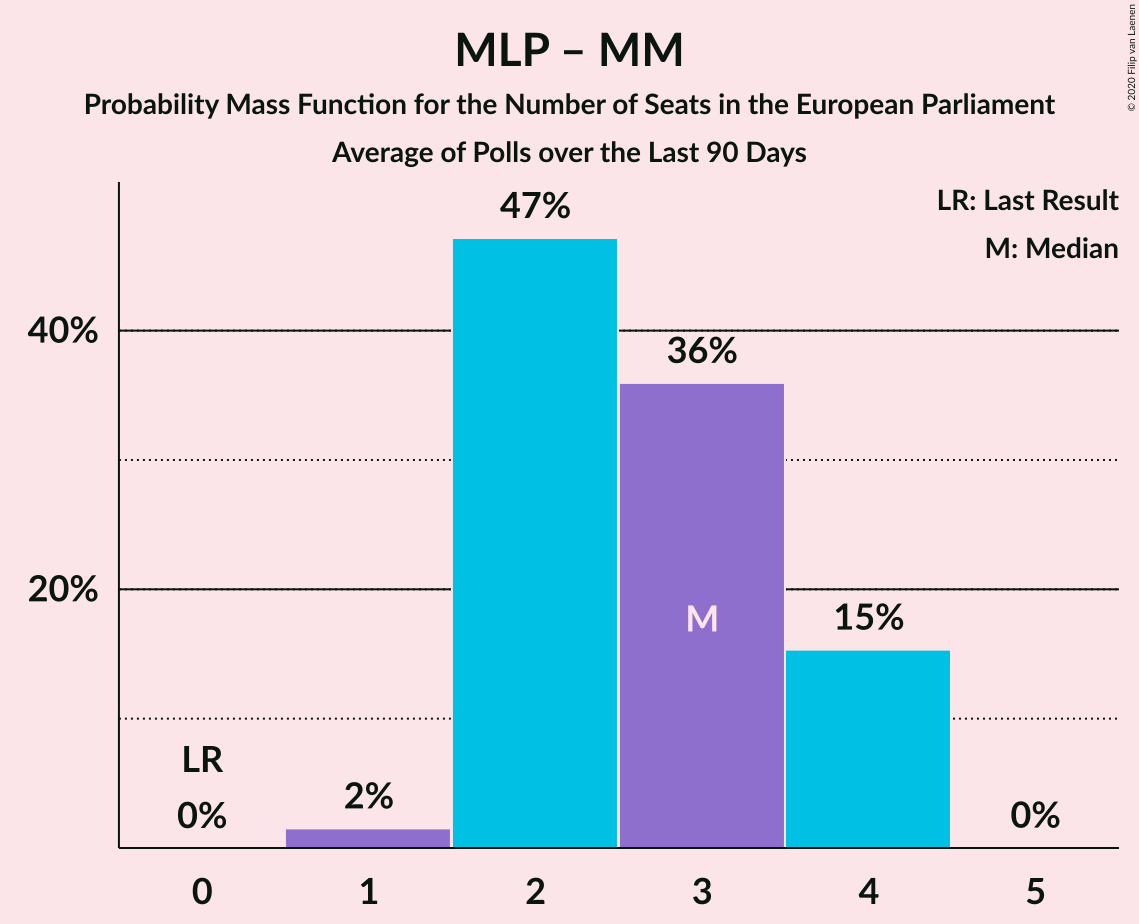 MLP – MM
Probability Mass Function for the Number of Seats in the European Parliament
Average of Polls over the Last 90 Days
© 2020 Filip van Laenen
LR: Last Result
M: Median
47%
40%
36%
20%
M
15%
LR
0%
2%
0%
0 1 2 3 4 5